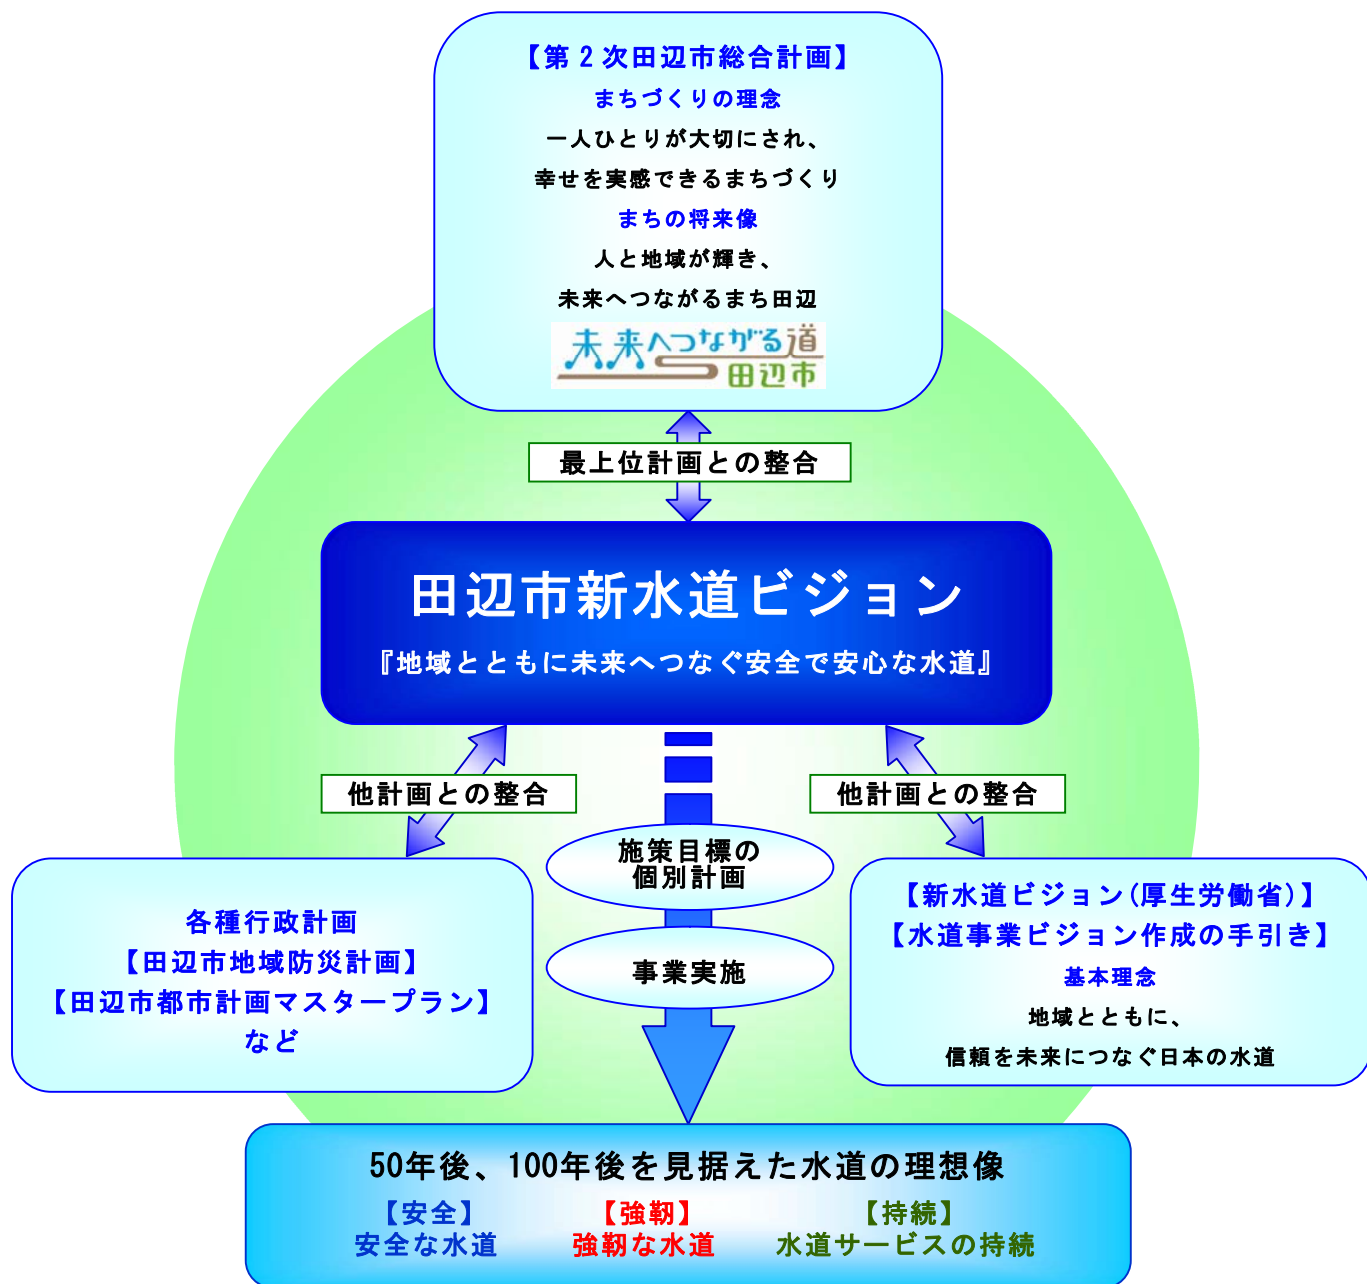 【第2次田辺市総合計画】
まちづくりの理念
一人ひとりが大切にされ、
幸せを実感できるまちづくり
まちの将来像
人と地域が輝き、
未来へつながるまち田辺
未来へつながる道
田辺市
最上位計画との整合
田辺市新水道ビジョン
『地域とともに未来へつなぐ安全で安心な水道』
他計画との整合
他計画との整合
施策目標の
個別計画
事業実施
各種行政計画
【田辺市地域防災計画】
【田辺市都市計画マスタープラン】
など
【新水道ビジョン(厚生労働省)】
【水道事業ビジョン作成の手引き】
基本理念
地域とともに、
信頼を未来につなぐ日本の水道
50年後、100年後を見据えた水道の理想像
【安全】
安全な水道
【強靭】
強靭な水道
【持続】
水道サービスの持続